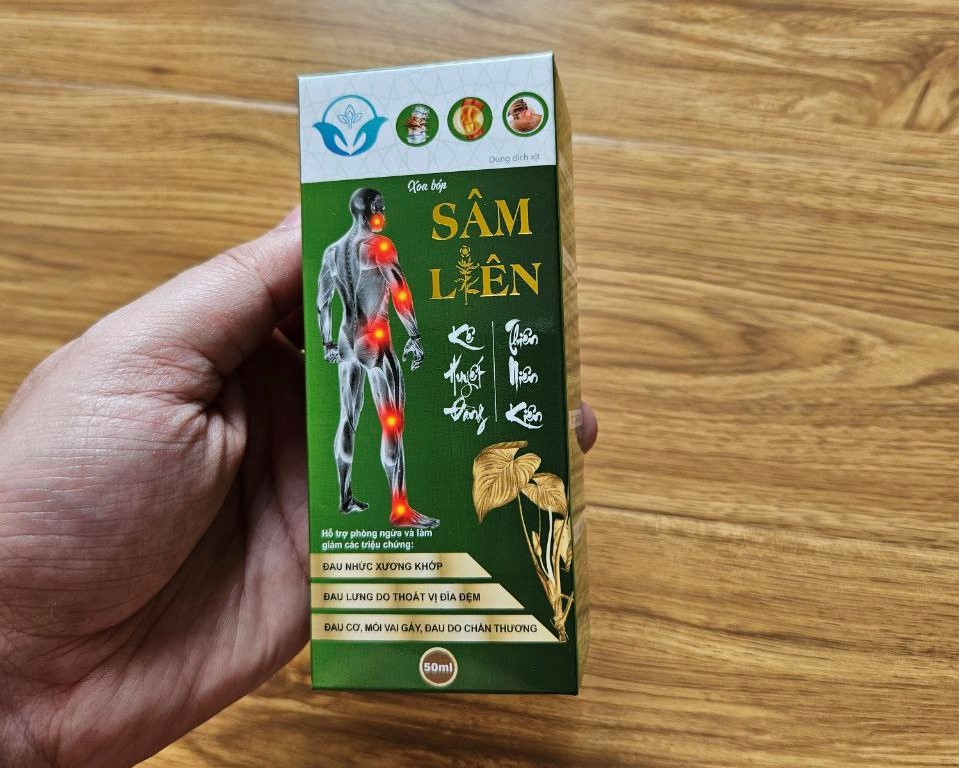 Dung dịch xịt
Xoa bóp
SÂM
LIÊN
Kê Thiên
Huyết Niên
Đằng Kiện
Hỗ trợ phòng ngừa và làm
giảm các triệu chứng:
ĐAU NHỨC XƯƠNG KHỚP
ĐAU LƯNG DO THOÁT VỊ ĐĨA ĐỆM
ĐAU CƠ, MỎI VAI GÁY, ĐAU DO CHẤN THƯƠNG
50ml